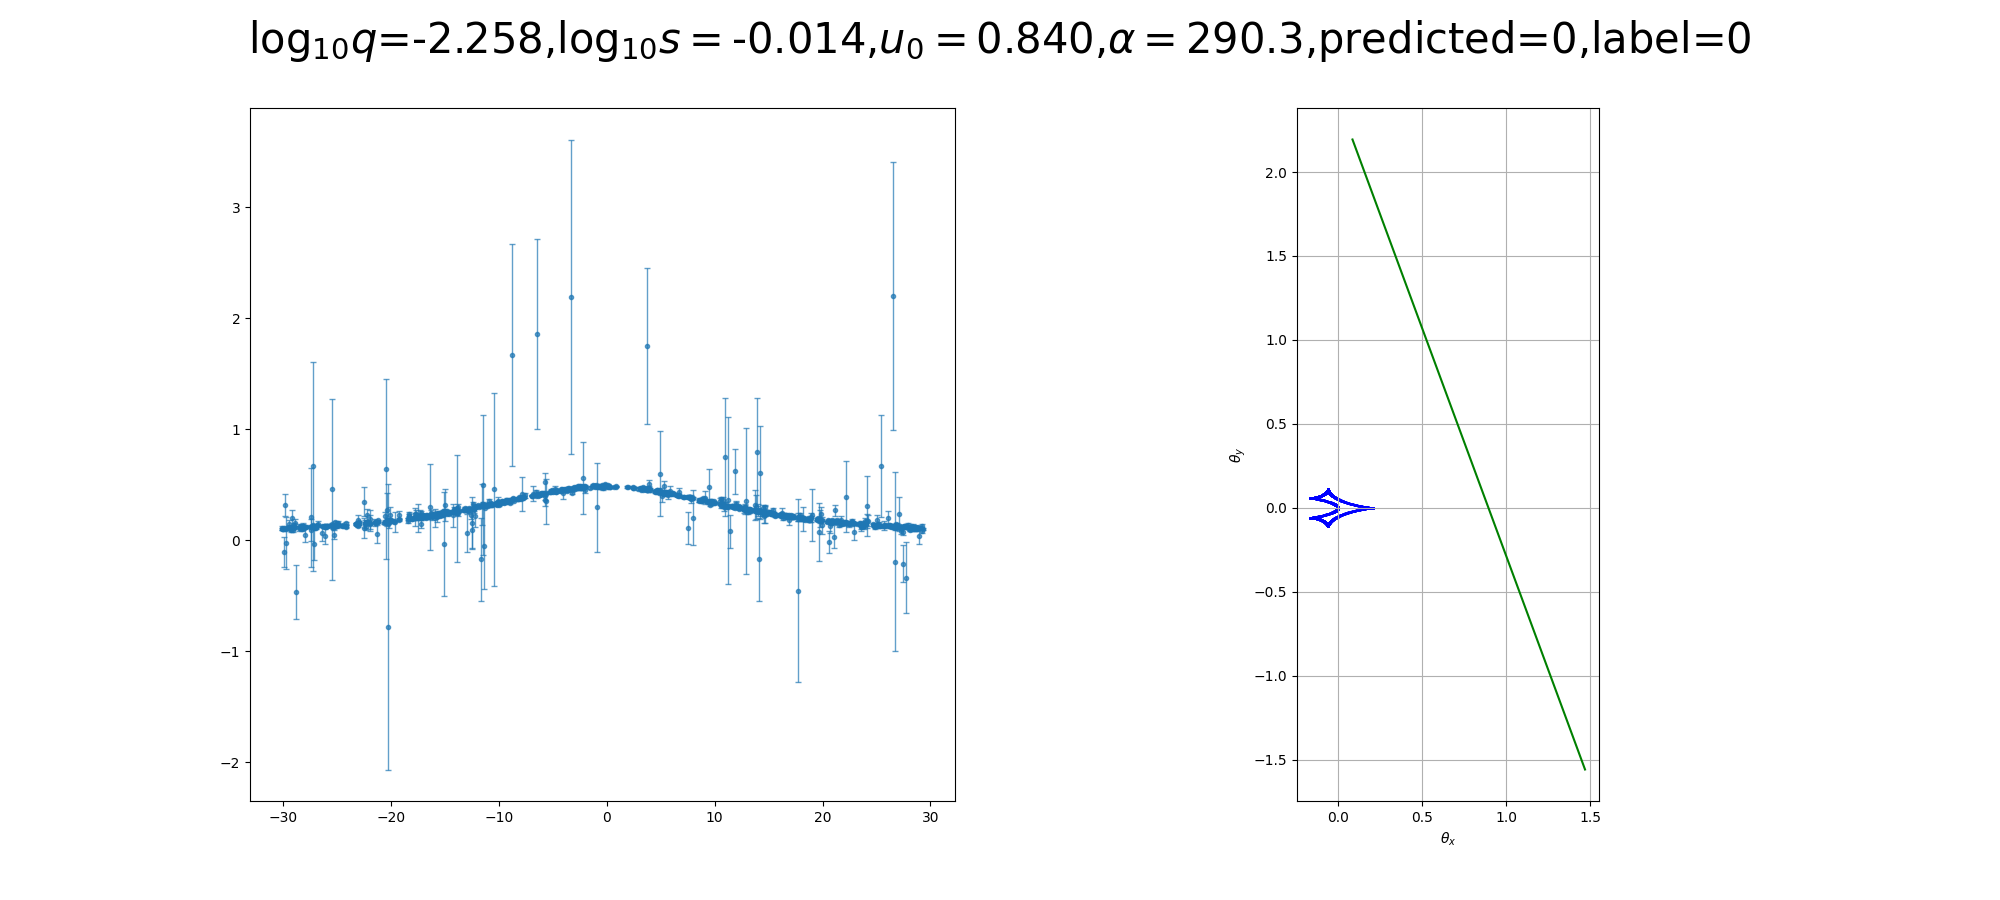 log₁₀q=-2.258,log₁₀s = -0.014,u₀ = 0.840,α = 290.3,predicted=0,label=0
3
2
1
0
−1
−2
−30 −20 −10 0 10 20 30
θy
2.0
1.5
1.0
0.5
0.0
−0.5
−1.0
−1.5
0.0 0.5 1.0 1.5
θx